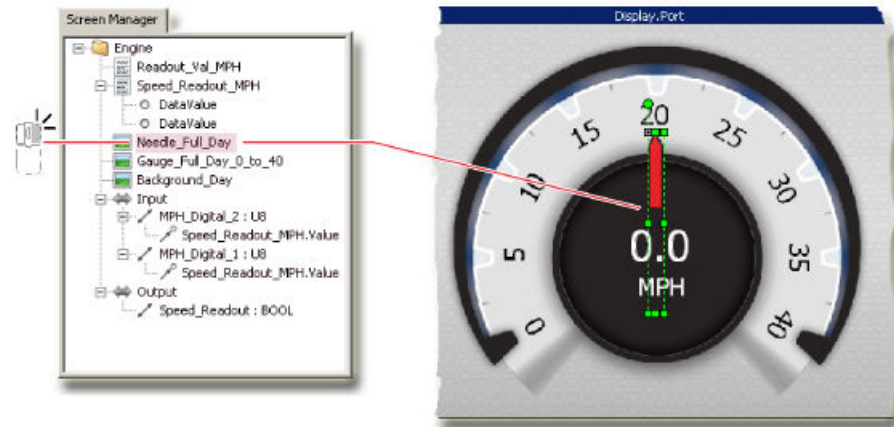 Screen Manager
Engine
Readout_Val_MPH
Speed_Readout_MPH
DataValue
DataValue
Needle_Full_Day
Gauge_Full_Day_0_to_40
Background_Day
Input
MPH_Digital_2 : U8
Speed_Readout_MPH.Value
MPH_Digital_1 : U8
Speed_Readout_MPH.Value
Output
Speed_Readout : BOOL
Display.Port
0
5
10
15
20
25
30
35
40
0.0
MPH